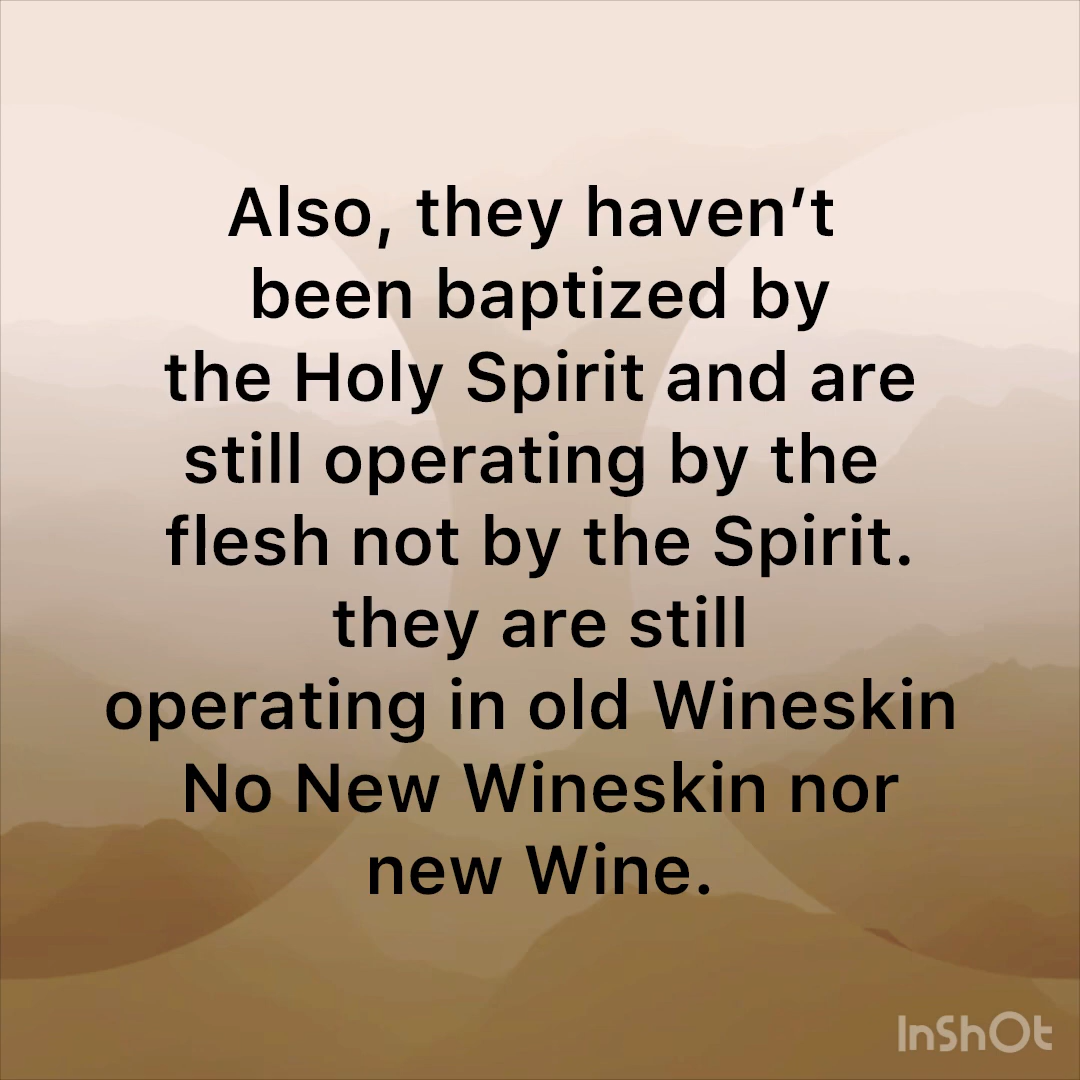 Also, they haven’t
been baptized by
the Holy Spirit and are
still operating by the
flesh not by the Spirit.
they are still
operating in old Wineskin
No New Wineskin nor
new Wine.
InShOt